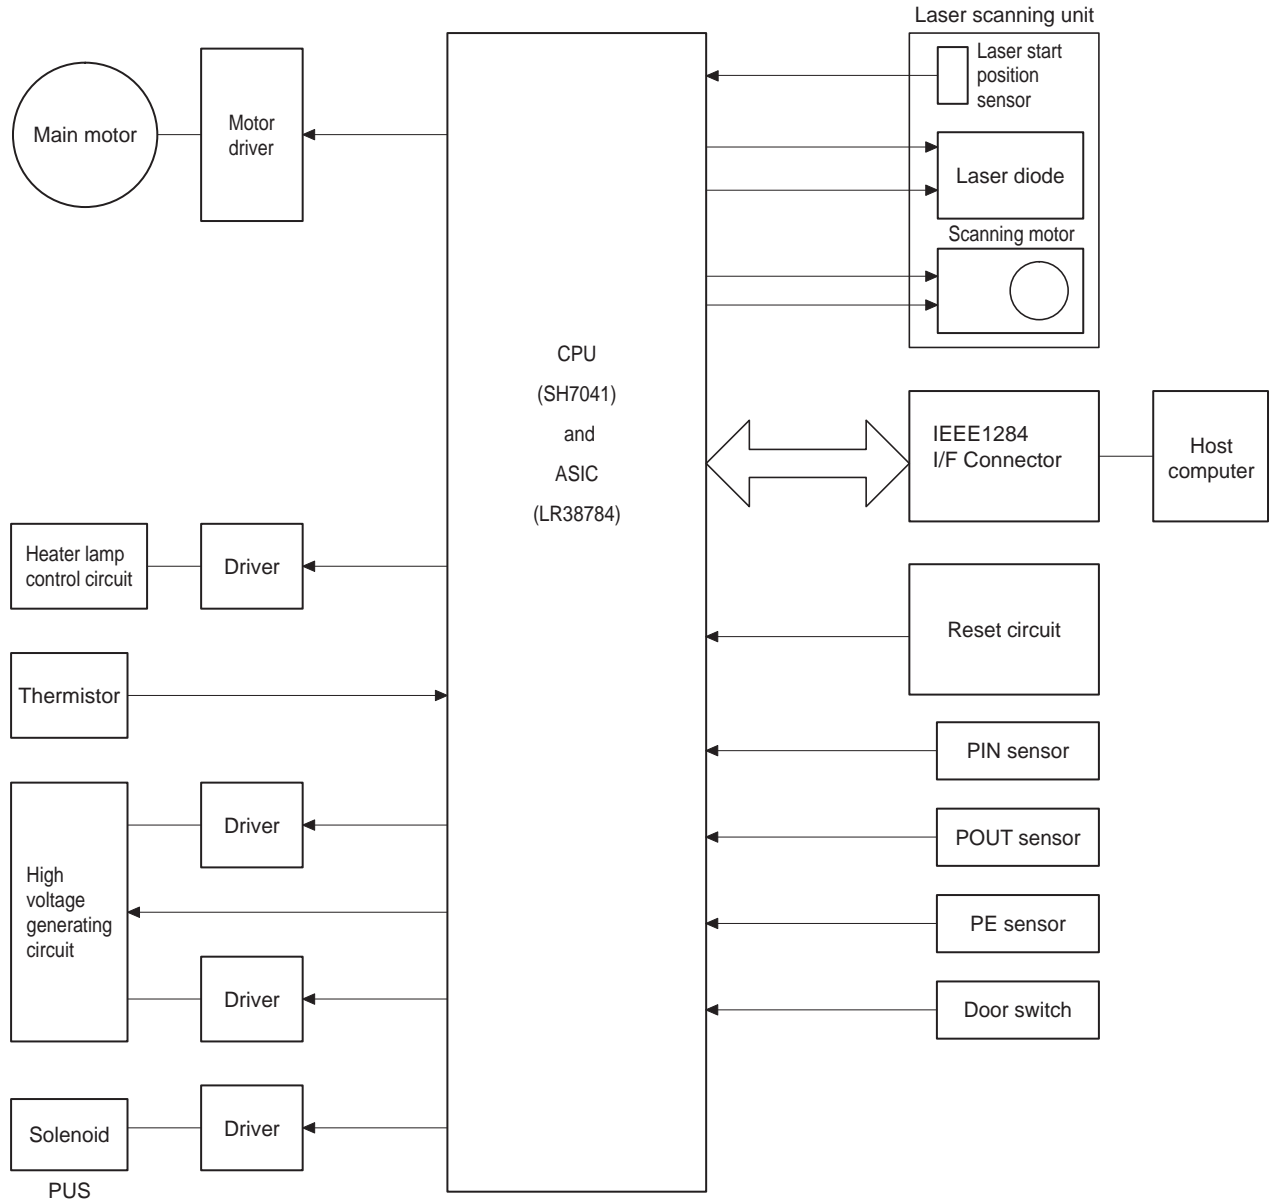 Laser scanning unit
Laser start
position
sensor
Main motor
Motor
driver
Laser diode
Scanning motor
CPU
(SH7041)
and
ASIC
(LR38784)
IEEE1284
I/F Connector
Host
computer
Heater lamp
control circuit
Driver
Reset circuit
Thermistor
PIN sensor
Driver
POUT sensor
High
voltage
generating
circuit
PE sensor
Driver
Door switch
Solenoid
Driver
PUS